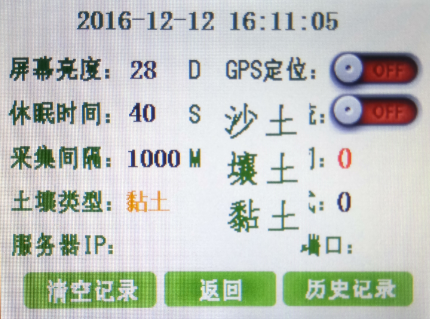 2016-12-12 16:11:05
屏幕亮度: 28 D GPS定位: OFF
休眠时间: 40 S 沙土 : OFF
采集间隔: 1000 M 壤土 : 0
土壤类型: 黏土 黏土 : 0
服务器IP: 端口:
清空记录 返回 历史记录